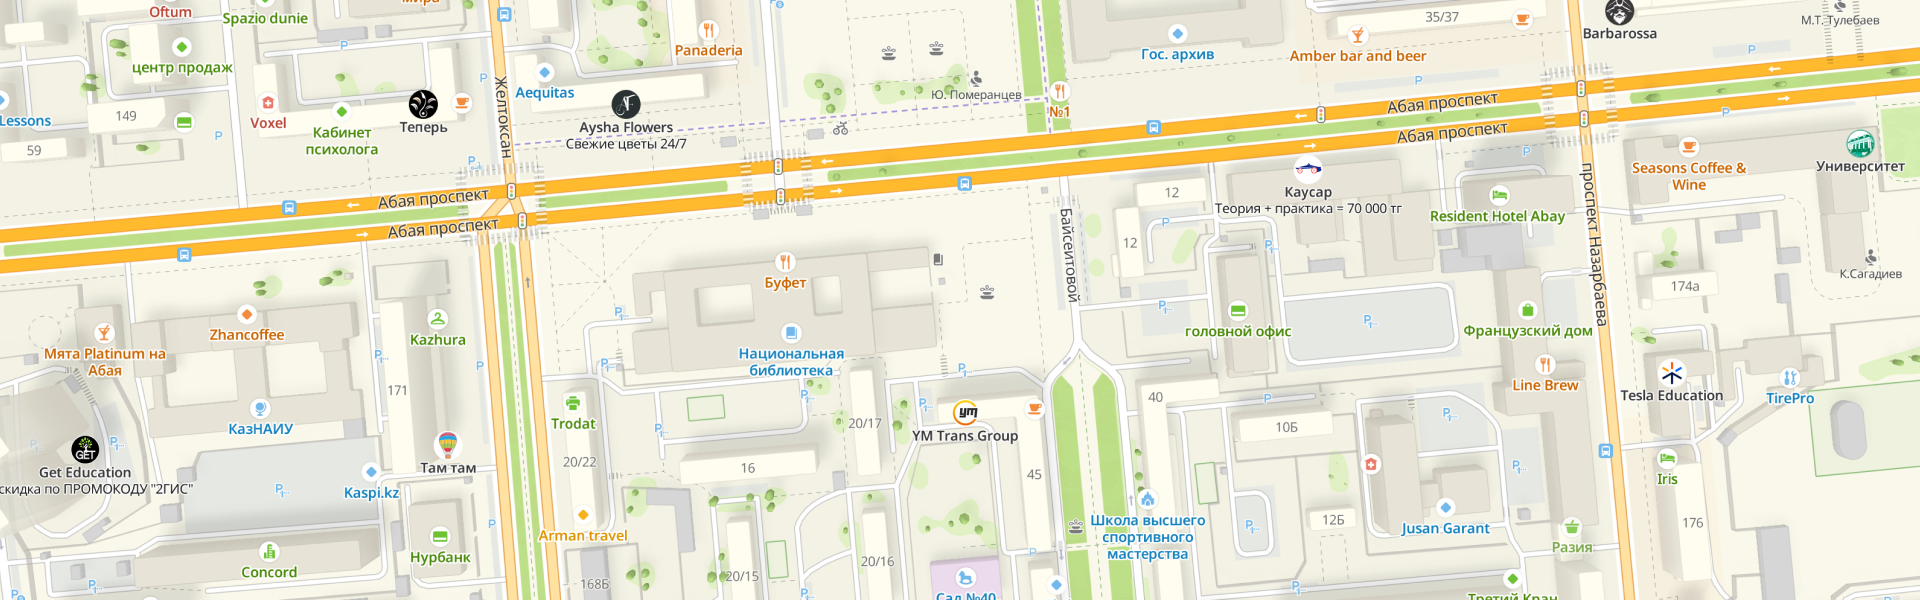 Oftum
Spazio dunie
мира
35/37
М.Т. Тулебаев
Barbarossa
центр продаж
Panaderia
Гос. архив
Amber bar and beer
Aequitas
Ю. Померанцев
Lessons
149
Voxel
Кабинет
психолога
Теперь
Желтоксан
Aysha Flowers
Свежие цветы 24/7
№1
Абая проспект
Абая проспект
59
Seasons Coffee &
Wine
Университет
Абая проспект
Абая проспект
12
Каусар
Теория + практика = 70 000 тг
Resident Hotel Abay
проспект Назарбаева
12
Байсеитовой
К.Сагадиев
Буфет
174а
Zhancoffee
Kazhura
головной офис
Французский дом
Мята Platinum на
Абая
Национальная
библиотека
171
Line Brew
Tesla Education
TirePro
40
КазНАИУ
Trodat
20/17
YM Trans Group
10Б
Get Education
скидка по ПРОМОКОДУ "2ГИС"
Там там
20/22
16
45
Iris
Kaspi.kz
Arman travel
Школа высшего
спортивного
мастерства
12Б
Jusan Garant
176
Нурбанк
Разия
Concord
168Б
20/15
20/16
Сад №40
Третий Кран